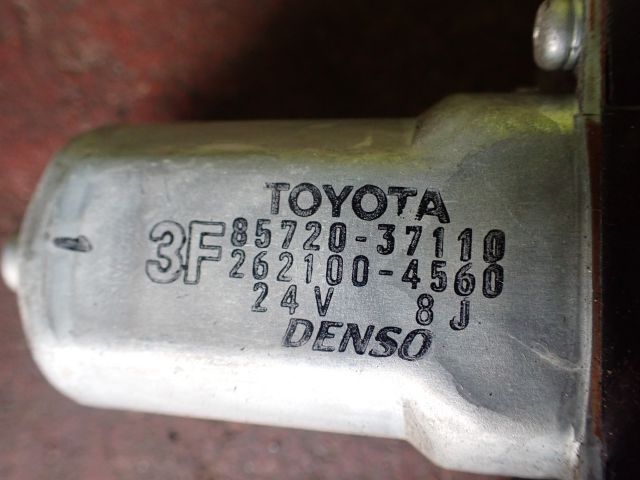 TOYOTA
3F 85720-37110
262100-4560
24V 8J
DENSO